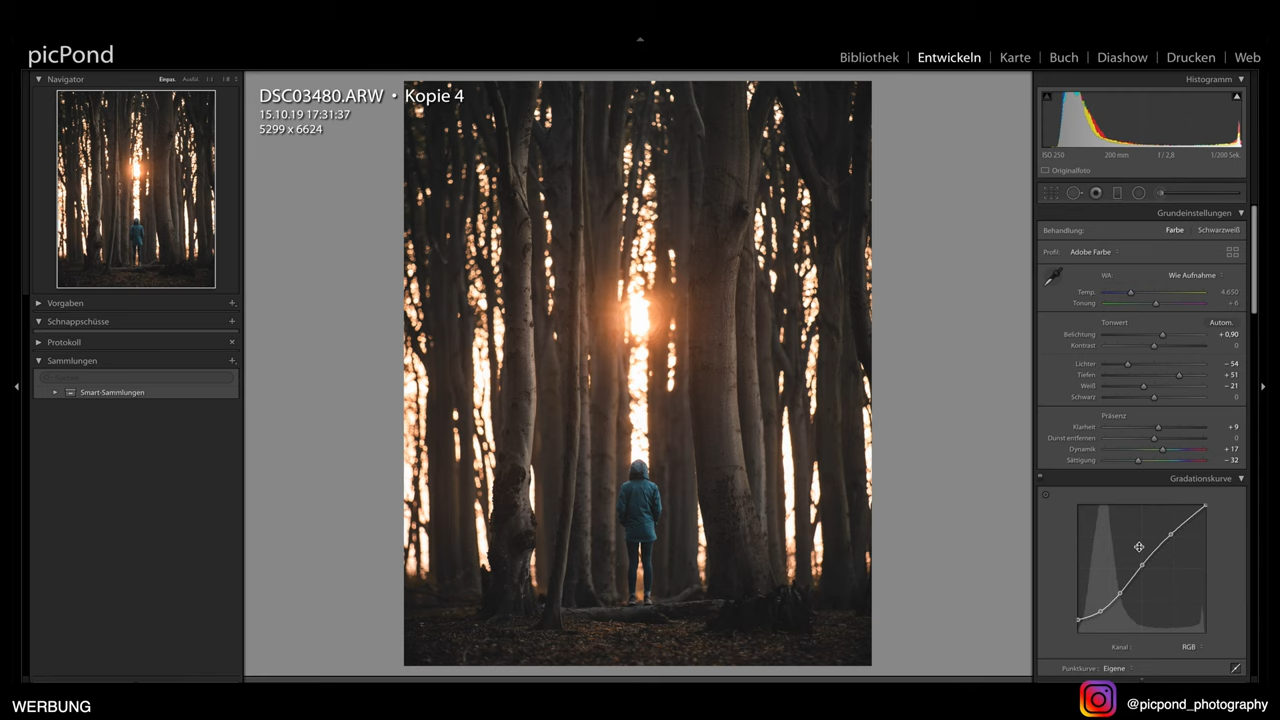 picPond
Bibliothek | Entwickeln | Karte | Buch | Diashow | Drucken | Web
Navigator
Einpas.
1:1
DSC03480.ARW • Kopie 4
15.10.19 17:31:37
5299 x 6624
Vorgaben
Schnappschüsse
Protokoll
Sammlungen
Smart-Sammlungen
Histogramm
ISO 250 200 mm f / 2,8 1/200 Sek.
Originalfoto
Grundeinstellungen
Behandlung: Farbe Schwarzweiß
Profil: Adobe Farbe
WA: Wie Aufnahme
Temp. 4.650
Tonung + 6
Tonwert Autom.
Belichtung + 0,90
Kontrast 0
Lichter − 54
Tiefen + 51
Weiß − 21
Schwarz 0
Präsenz
Klarheit + 9
Dunst entfernen 0
Dynamik + 17
Sättigung − 32
Gradationskurve
Kanal : RGB
Punktkurve : Eigene
WERBUNG
@picpond_photography